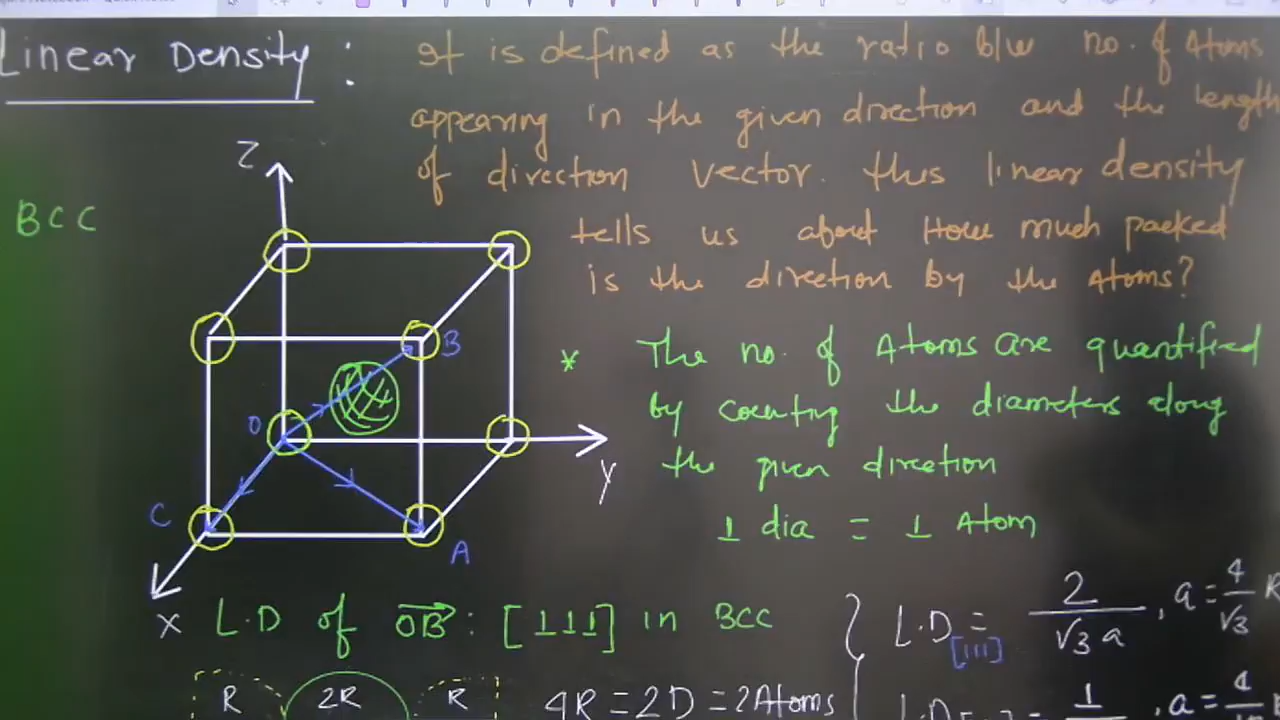 Linear Density :
It is defined as the ratio b/w no. of Atoms
appearing in the given direction and the length
of direction vector. this linear density
tells us about How much packed
is the direction by the Atoms?
BCC
Z
B
O
Y
C
A
X
* The no. of Atoms are quantified
by counting the diameters along
the given direction
1 dia = 1 Atom
L.D of OB⃗ : [111] in BCC
L.D[111] = 2/√3 a , a = 4/√3 R
R 2R R
4R = 2D = 2Atoms